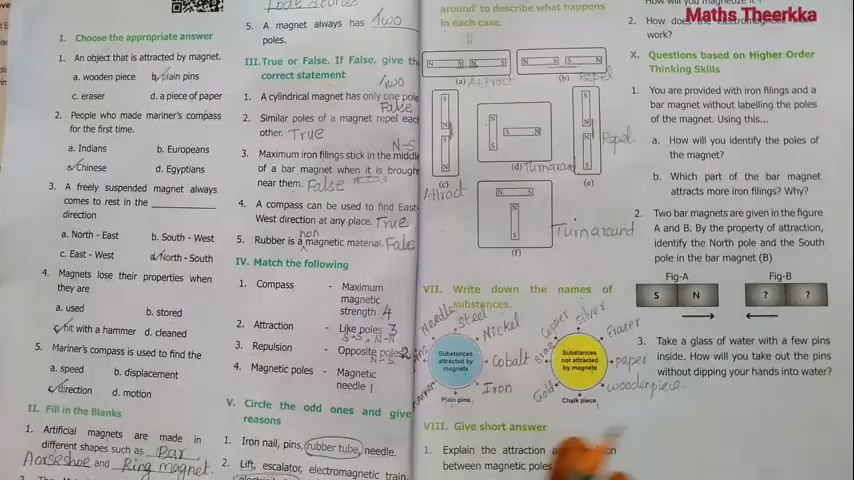 Maths Theerkka
I. Choose the appropriate answer
1. An object that is attracted by magnet.
a. wooden piece b. plain pins
c. eraser d. a piece of paper
2. People who made mariner's compass
for the first time.
a. Indians b. Europeans
c. Chinese d. Egyptians
3. A freely suspended magnet always
comes to rest in the
direction
a. North - East b. South - West
c. East - West d. North - South
4. Magnets lose their properties when
they are
a. used b. stored
c. hit with a hammer d. cleaned
5. Mariner's compass is used to find the
a. speed b. displacement
c. direction d. motion
II. Fill in the Blanks
1. Artificial magnets are made in
different shapes such as Bar
Horseshoe and Ring magnet.
5. A magnet always has Two
poles.
III. True or False. If False, give the
correct statement
Two
1. A cylindrical magnet has only one pole
False
2. Similar poles of a magnet repel each
other. True
N-S
3. Maximum iron filings stick in the middle
of a bar magnet when it is brough
near them. False
4. A compass can be used to find East-
West direction at any place. True
non
5. Rubber is a magnetic material. False
IV. Match the following
1. Compass - Maximum
magnetic
strength 4
2. Attraction - Like poles 3
S-S, N-N
3. Repulsion - Opposite poles 2
N-S
4. Magnetic poles - Magnetic
needle 1
V. Circle the odd ones and give
reasons
1. Iron nail, pins, rubber tube, needle.
2. Lift, escalator, electromagnetic train,
around' to describe what happens
in each case.
N S N S
N S S N
(a) Attract
(b) Repel
S N S N
N S S N
S N N S
(d) Turnaround
Repel
(c)
(e)
Attract
N S
N S
Turnaround
(f)
VII. Write down the names of
substances.
Needle
Steel
Nickel
Cobalt
Iron
Substances
attracted by
magnets
Plain pins
Copper
silver
Eraser
Brass
paper
Gold
woodenpiece.
Substances
not attracted
by magnets
Chalk piece
VIII. Give short answer
1. Explain the attraction
between magnetic poles
2. How does
work?
X. Questions based on Higher Order
Thinking Skills
1. You are provided with iron filings and a
bar magnet without labelling the poles
of the magnet. Using this...
a. How will you identify the poles of
the magnet?
b. Which part of the bar magnet
attracts more iron filings? Why?
2. Two bar magnets are given in the figure
A and B. By the property of attraction,
identify the North pole and the South
pole in the bar magnet (B)
Fig-A Fig-B
S N ? ?
3. Take a glass of water with a few pins
inside. How will you take out the pins
without dipping your hands into water?